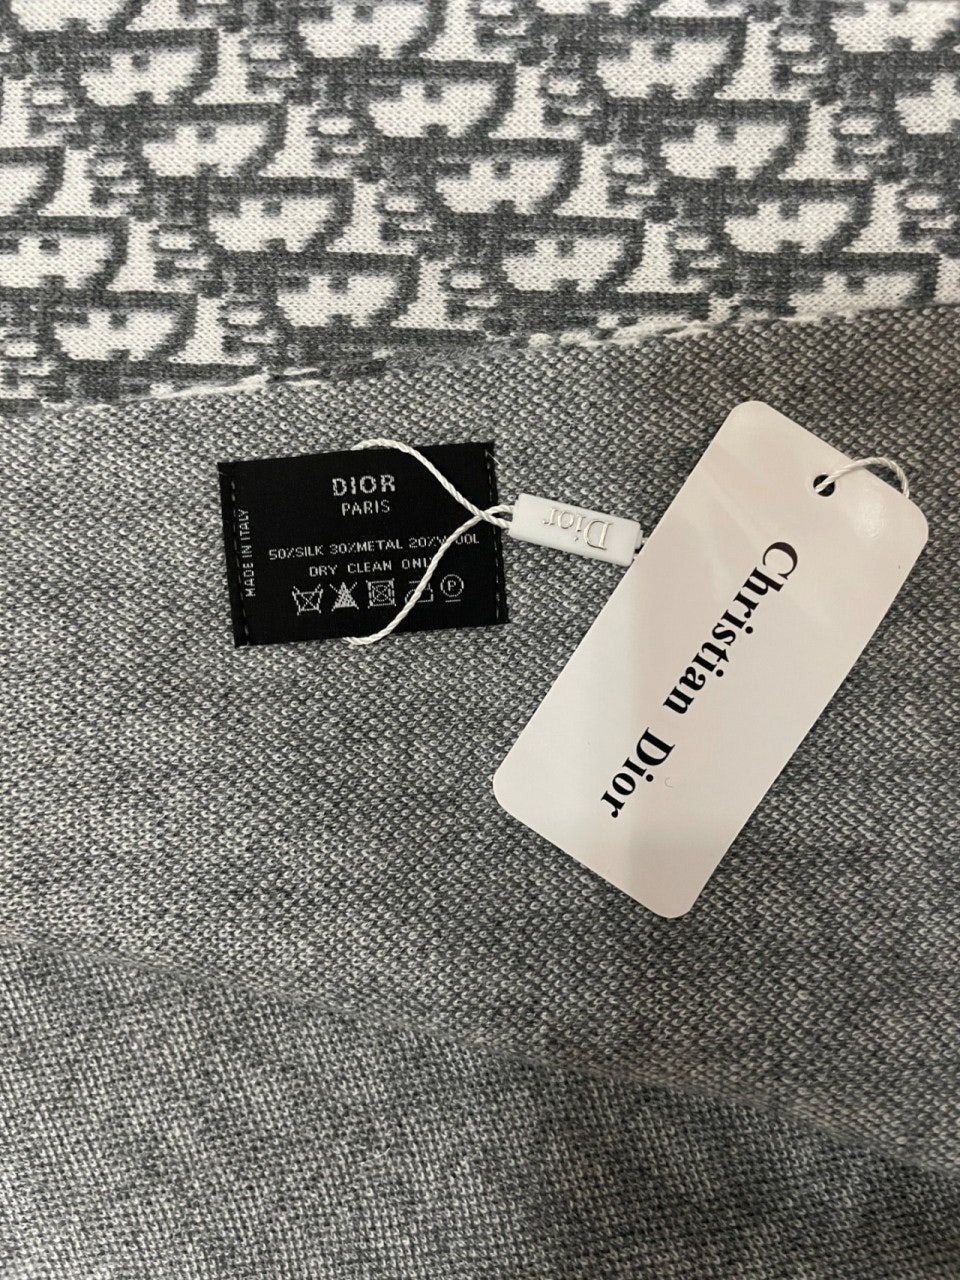 DIOR
PARIS
MADE IN ITALY
50%SILK 30%METAL 20%WOOL
DRY CLEAN ONLY
P
Dior
Christian Dior